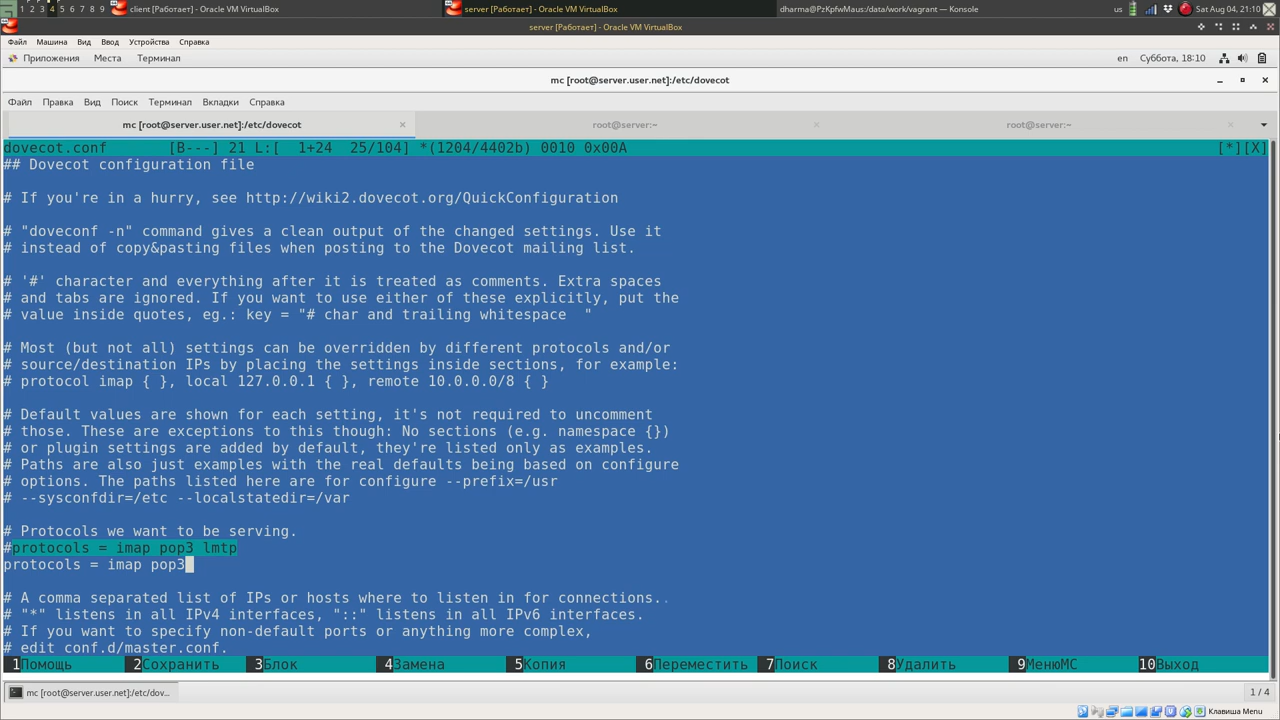 1 2 3 4 5 6 7 8 9
client [Работает] - Oracle VM VirtualBox
server [Работает] - Oracle VM VirtualBox
dharma@PzKpfwMaus:/data/work/vagrant — Konsole
us
Sat Aug 04, 21:10
server [Работает] - Oracle VM VirtualBox
Файл Машина Вид Ввод Устройства Справка
Приложения Места Терминал
en Суббота, 18:10
mc [root@server.user.net]:/etc/dovecot
Файл Правка Вид Поиск Терминал Вкладки Справка
mc [root@server.user.net]:/etc/dovecot
root@server:~
root@server:~
dovecot.conf [B---] 21 L:[ 1+24 25/104] *(1204/4402b) 0010 0x00A [*][X]
## Dovecot configuration file
# If you're in a hurry, see http://wiki2.dovecot.org/QuickConfiguration
# "doveconf -n" command gives a clean output of the changed settings. Use it
# instead of copy&pasting files when posting to the Dovecot mailing list.
# '#' character and everything after it is treated as comments. Extra spaces
# and tabs are ignored. If you want to use either of these explicitly, put the
# value inside quotes, eg.: key = "# char and trailing whitespace  "
# Most (but not all) settings can be overridden by different protocols and/or
# source/destination IPs by placing the settings inside sections, for example:
# protocol imap { }, local 127.0.0.1 { }, remote 10.0.0.0/8 { }
# Default values are shown for each setting, it's not required to uncomment
# those. These are exceptions to this though: No sections (e.g. namespace {})
# or plugin settings are added by default, they're listed only as examples.
# Paths are also just examples with the real defaults being based on configure
# options. The paths listed here are for configure --prefix=/usr
# --sysconfdir=/etc --localstatedir=/var
# Protocols we want to be serving.
#protocols = imap pop3 lmtp
protocols = imap pop3
# A comma separated list of IPs or hosts where to listen in for connections..
# "*" listens in all IPv4 interfaces, "::" listens in all IPv6 interfaces.
# If you want to specify non-default ports or anything more complex,
# edit conf.d/master.conf.
1Помощь 2Сохранить 3Блок 4Замена 5Копия 6Переместить 7Поиск 8Удалить 9МенюMC 10Выход
mc [root@server.user.net]:/etc/dov...
1 / 4
Клавиша Menu